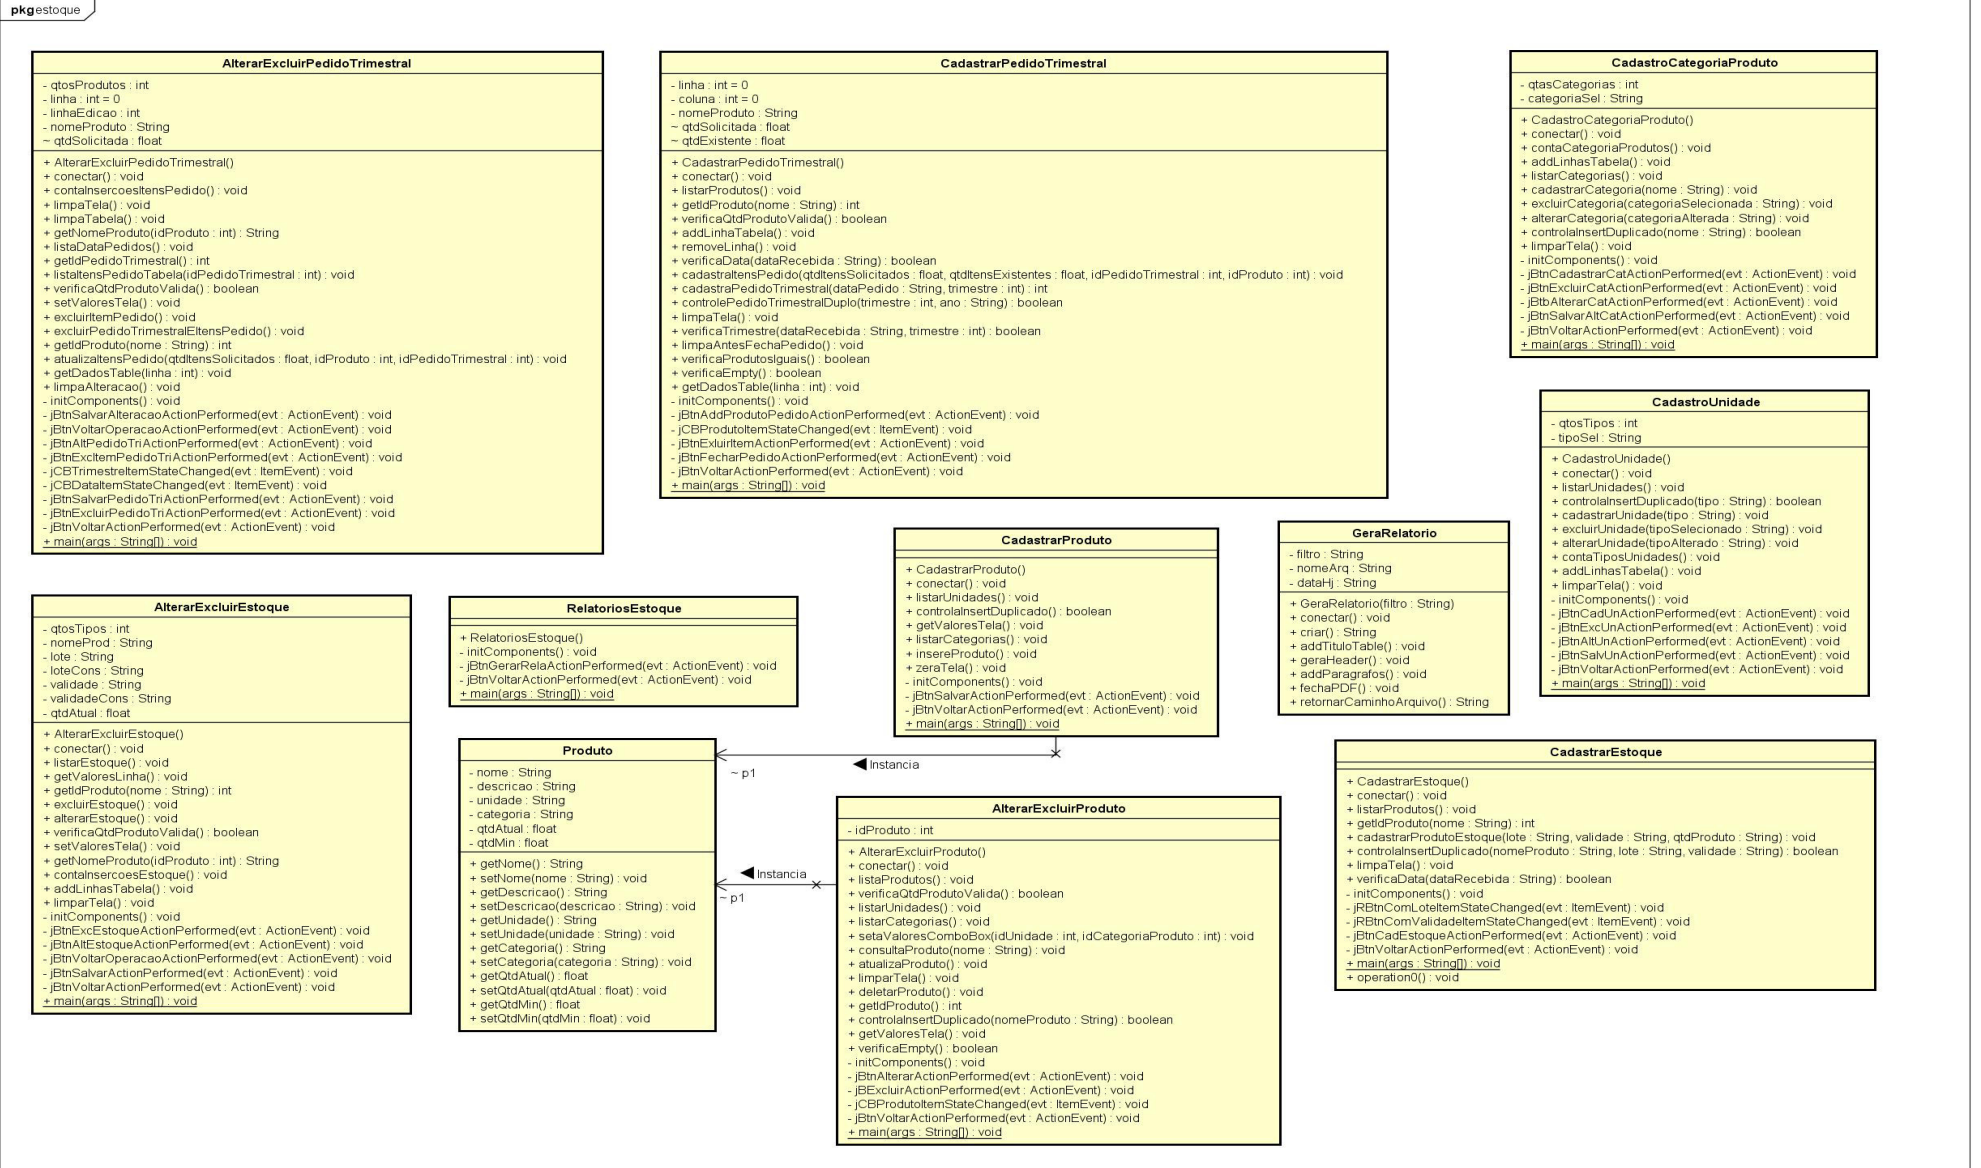 pkg estoque
AlterarExcluirPedidoTrimestral
- qtosProdutos : int
- linha : int = 0
- linhaEdicao : int
- nomeProduto : String
~ qtdSolicitada : float
+ AlterarExcluirPedidoTrimestral()
+ conectar() : void
+ contaInsercoesItensPedido() : void
+ limpaTela() : void
+ limpaTabela() : void
+ getNomeProduto(idProduto : int) : String
+ listaDataPedidos() : void
+ getIdPedidoTrimestral() : int
+ listaItensPedidoTabela(idPedidoTrimestral : int) : void
+ verificaQtdProdutoValida() : boolean
+ setValoresTela() : void
+ excluirItemPedido() : void
+ excluirPedidoTrimestralEItensPedido() : void
+ getIdProduto(nome : String) : int
+ atualizaItensPedido(qtdItensSolicitados : float, idProduto : int, idPedidoTrimestral : int) : void
+ getDadosTable(linha : int) : void
+ limpaAlteracao() : void
- initComponents() : void
- jBtnSalvarAlteracaoActionPerformed(evt : ActionEvent) : void
- jBtnVoltarOperacaoActionPerformed(evt : ActionEvent) : void
- jBtnAltPedidoTriActionPerformed(evt : ActionEvent) : void
- jBtnExcItemPedidoTriActionPerformed(evt : ActionEvent) : void
- jCBTrimestreItemStateChanged(evt : ItemEvent) : void
- jCBDataItemStateChanged(evt : ItemEvent) : void
- jBtnSalvarPedidoTriActionPerformed(evt : ActionEvent) : void
- jBtnExcluirPedidoTriActionPerformed(evt : ActionEvent) : void
- jBtnVoltarActionPerformed(evt : ActionEvent) : void
+ main(args : String[]) : void
CadastrarPedidoTrimestral
- linha : int = 0
- coluna : int = 0
- nomeProduto : String
~ qtdSolicitada : float
~ qtdExistente : float
+ CadastrarPedidoTrimestral()
+ conectar() : void
+ listarProdutos() : void
+ getIdProduto(nome : String) : int
+ verificaQtdProdutoValida() : boolean
+ addLinhaTabela() : void
+ removeLinha() : void
+ verificaData(dataRecebida : String) : boolean
+ cadastraItensPedido(qtdItensSolicitados : float, qtdItensExistentes : float, idPedidoTrimestral : int, idProduto : int) : void
+ cadastraPedidoTrimestral(dataPedido : String, trimestre : int) : int
+ controlePedidoTrimestralDuplo(trimestre : int, ano : String) : boolean
+ limpaTela() : void
+ verificaTrimestre(dataRecebida : String, trimestre : int) : boolean
+ limpaAntesFechaPedido() : void
+ verificaProdutosIguais() : boolean
+ verificaEmpty() : boolean
+ getDadosTable(linha : int) : void
- initComponents() : void
- jBtnAddProdutoPedidoActionPerformed(evt : ActionEvent) : void
- jCBProdutoItemStateChanged(evt : ItemEvent) : void
- jBtnExluirItemActionPerformed(evt : ActionEvent) : void
- jBtnFecharPedidoActionPerformed(evt : ActionEvent) : void
- jBtnVoltarActionPerformed(evt : ActionEvent) : void
+ main(args : String[]) : void
CadastroCategoriaProduto
- qtasCategorias : int
- categoriaSel : String
+ CadastroCategoriaProduto()
+ conectar() : void
+ contaCategoriaProdutos() : void
+ addLinhasTabela() : void
+ listarCategorias() : void
+ cadastrarCategoria(nome : String) : void
+ excluirCategoria(categoriaSelecionada : String) : void
+ alterarCategoria(categoriaAlterada : String) : void
+ controlaInsertDuplicado(nome : String) : boolean
+ limparTela() : void
- initComponents() : void
- jBtnCadastrarCatActionPerformed(evt : ActionEvent) : void
- jBtnExcluirCatActionPerformed(evt : ActionEvent) : void
- jBtbAlterarCatActionPerformed(evt : ActionEvent) : void
- jBtnSalvarAltCatActionPerformed(evt : ActionEvent) : void
- jBtnVoltarActionPerformed(evt : ActionEvent) : void
+ main(args : String[]) : void
CadastroUnidade
- qtosTipos : int
- tipoSel : String
+ CadastroUnidade()
+ conectar() : void
+ listarUnidades() : void
+ controlaInsertDuplicado(tipo : String) : boolean
+ cadastrarUnidade(tipo : String) : void
+ excluirUnidade(tipoSelecionado : String) : void
+ alterarUnidade(tipoAlterado : String) : void
+ contaTiposUnidades() : void
+ addLinhasTabela() : void
+ limparTela() : void
- initComponents() : void
- jBtnCadUnActionPerformed(evt : ActionEvent) : void
- jBtnExcUnActionPerformed(evt : ActionEvent) : void
- jBtnAltUnActionPerformed(evt : ActionEvent) : void
- jBtnSalvUnActionPerformed(evt : ActionEvent) : void
- jBtnVoltarActionPerformed(evt : ActionEvent) : void
+ main(args : String[]) : void
CadastrarProduto
+ CadastrarProduto()
+ conectar() : void
+ listarUnidades() : void
+ controlaInsertDuplicado() : boolean
+ getValoresTela() : void
+ listarCategorias() : void
+ insereProduto() : void
+ zeraTela() : void
- initComponents() : void
- jBtnSalvarActionPerformed(evt : ActionEvent) : void
- jBtnVoltarActionPerformed(evt : ActionEvent) : void
+ main(args : String[]) : void
GeraRelatorio
- filtro : String
- nomeArq : String
- dataHj : String
+ GeraRelatorio(filtro : String)
+ conectar() : void
+ criar() : String
+ addTituloTable() : void
+ geraHeader() : void
+ addParagrafos() : void
+ fechaPDF() : void
+ retornarCaminhoArquivo() : String
AlterarExcluirEstoque
- qtosTipos : int
- nomeProd : String
- lote : String
- loteCons : String
- validade : String
- validadeCons : String
- qtdAtual : float
+ AlterarExcluirEstoque()
+ conectar() : void
+ listarEstoque() : void
+ getValoresLinha() : void
+ getIdProduto(nome : String) : int
+ excluirEstoque() : void
+ alterarEstoque() : void
+ verificaQtdProdutoValida() : boolean
+ setValoresTela() : void
+ getNomeProduto(idProduto : int) : String
+ contaInsercoesEstoque() : void
+ addLinhasTabela() : void
+ limparTela() : void
- initComponents() : void
- jBtnExcEstoqueActionPerformed(evt : ActionEvent) : void
- jBtnAltEstoqueActionPerformed(evt : ActionEvent) : void
- jBtnVoltarOperacaoActionPerformed(evt : ActionEvent) : void
- jBtnSalvarActionPerformed(evt : ActionEvent) : void
- jBtnVoltarActionPerformed(evt : ActionEvent) : void
+ main(args : String[]) : void
RelatoriosEstoque
+ RelatoriosEstoque()
- initComponents() : void
- jBtnGerarRelaActionPerformed(evt : ActionEvent) : void
- jBtnVoltarActionPerformed(evt : ActionEvent) : void
+ main(args : String[]) : void
Produto
- nome : String
- descricao : String
- unidade : String
- categoria : String
- qtdAtual : float
- qtdMin : float
+ getNome() : String
+ setNome(nome : String) : void
+ getDescricao() : String
+ setDescricao(descricao : String) : void
+ getUnidade() : String
+ setUnidade(unidade : String) : void
+ getCategoria() : String
+ setCategoria(categoria : String) : void
+ getQtdAtual() : float
+ setQtdAtual(qtdAtual : float) : void
+ getQtdMin() : float
+ setQtdMin(qtdMin : float) : void
~ p1
Instancia
Instancia
~ p1
AlterarExcluirProduto
- idProduto : int
+ AlterarExcluirProduto()
+ conectar() : void
+ listaProdutos() : void
+ verificaQtdProdutoValida() : boolean
+ listarUnidades() : void
+ listarCategorias() : void
+ setaValoresComboBox(idUnidade : int, idCategoriaProduto : int) : void
+ consultaProduto(nome : String) : void
+ atualizaProduto() : void
+ limparTela() : void
+ deletarProduto() : void
+ getIdProduto() : int
+ controlaInsertDuplicado(nomeProduto : String) : boolean
+ getValoresTela() : void
+ verificaEmpty() : boolean
- initComponents() : void
- jBtnAlterarActionPerformed(evt : ActionEvent) : void
- jBExcluirActionPerformed(evt : ActionEvent) : void
- jCBProdutoItemStateChanged(evt : ItemEvent) : void
- jBtnVoltarActionPerformed(evt : ActionEvent) : void
+ main(args : String[]) : void
CadastrarEstoque
+ CadastrarEstoque()
+ conectar() : void
+ listarProdutos() : void
+ getIdProduto(nome : String) : int
+ cadastrarProdutoEstoque(lote : String, validade : String, qtdProduto : String) : void
+ controlaInsertDuplicado(nomeProduto : String, lote : String, validade : String) : boolean
+ limpaTela() : void
+ verificaData(dataRecebida : String) : boolean
- initComponents() : void
- jRBtnComLoteItemStateChanged(evt : ItemEvent) : void
- jRBtnComValidadeItemStateChanged(evt : ItemEvent) : void
- jBtnCadEstoqueActionPerformed(evt : ActionEvent) : void
- jBtnVoltarActionPerformed(evt : ActionEvent) : void
+ main(args : String[]) : void
+ operation0() : void